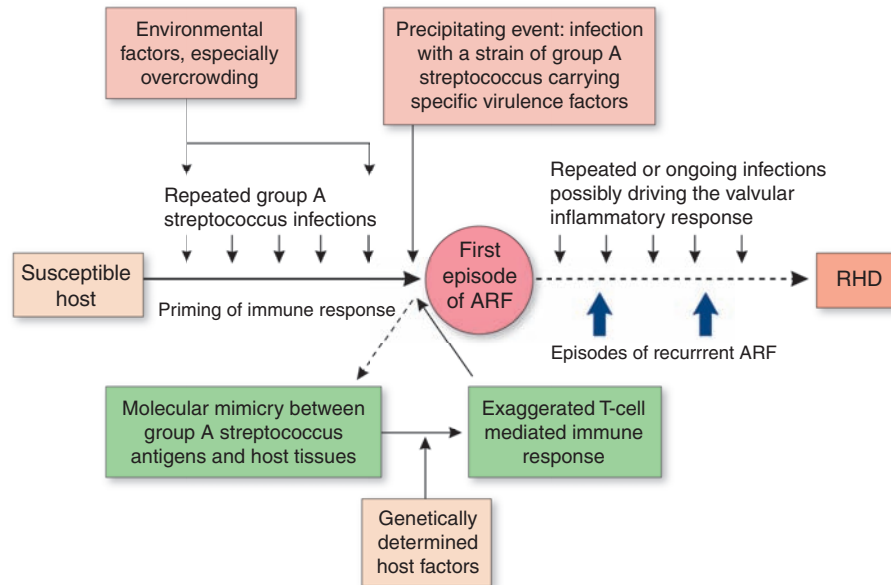 Environmental
factors, especially
overcrowding
Precipitating event: infection
with a strain of group A
streptococcus carrying
specific virulence factors
Repeated group A
streptococcus infections
Repeated or ongoing infections
possibly driving the valvular
inflammatory response
Susceptible
host
Priming of immune response
First
episode
of ARF
RHD
Episodes of recurrrent ARF
Molecular mimicry between
group A streptococcus
antigens and host tissues
Exaggerated T-cell
mediated immune
response
Genetically
determined
host factors